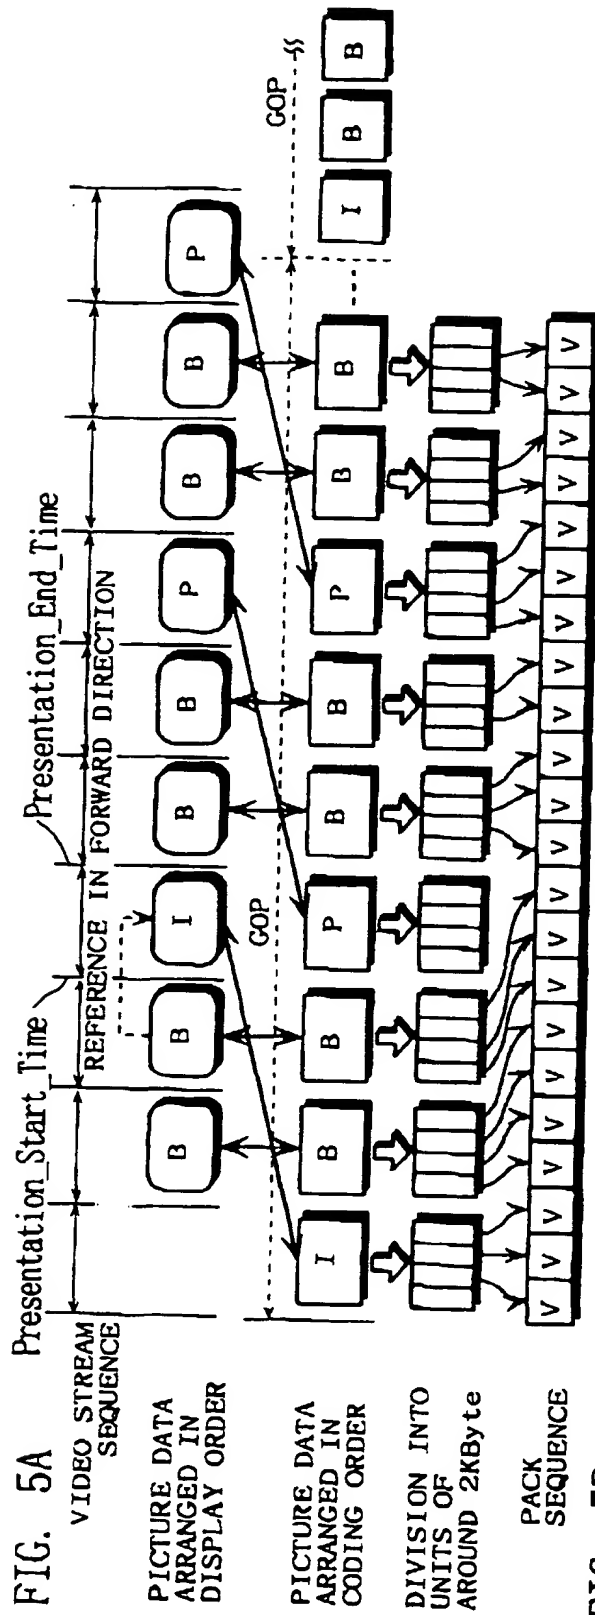 FIG. 5A
Presentation_Start_Time
Presentation_End_Time
VIDEO STREAM
SEQUENCE
REFERENCE IN FORWARD DIRECTION
PICTURE DATA
ARRANGED IN
DISPLAY ORDER
B B I B B P B B P
GOP GOP
PICTURE DATA
ARRANGED IN
CODING ORDER
I B B P B B P B B I B B
DIVISION INTO
UNITS OF
AROUND 2KByte
PACK
SEQUENCE
V V V V V V V V V V V V V V V V V V V V V V